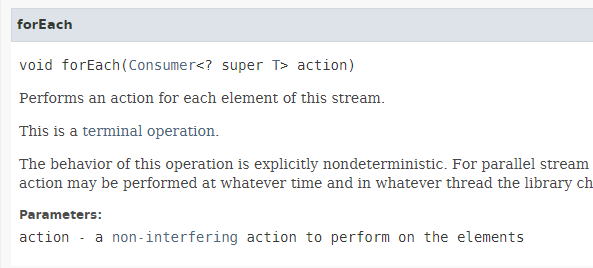 forEach
void forEach(Consumer<? super T> action)
Performs an action for each element of this stream.
This is a terminal operation.
The behavior of this operation is explicitly nondeterministic. For parallel stream
action may be performed at whatever time and in whatever thread the library ch
Parameters:
action - a non-interfering action to perform on the elements